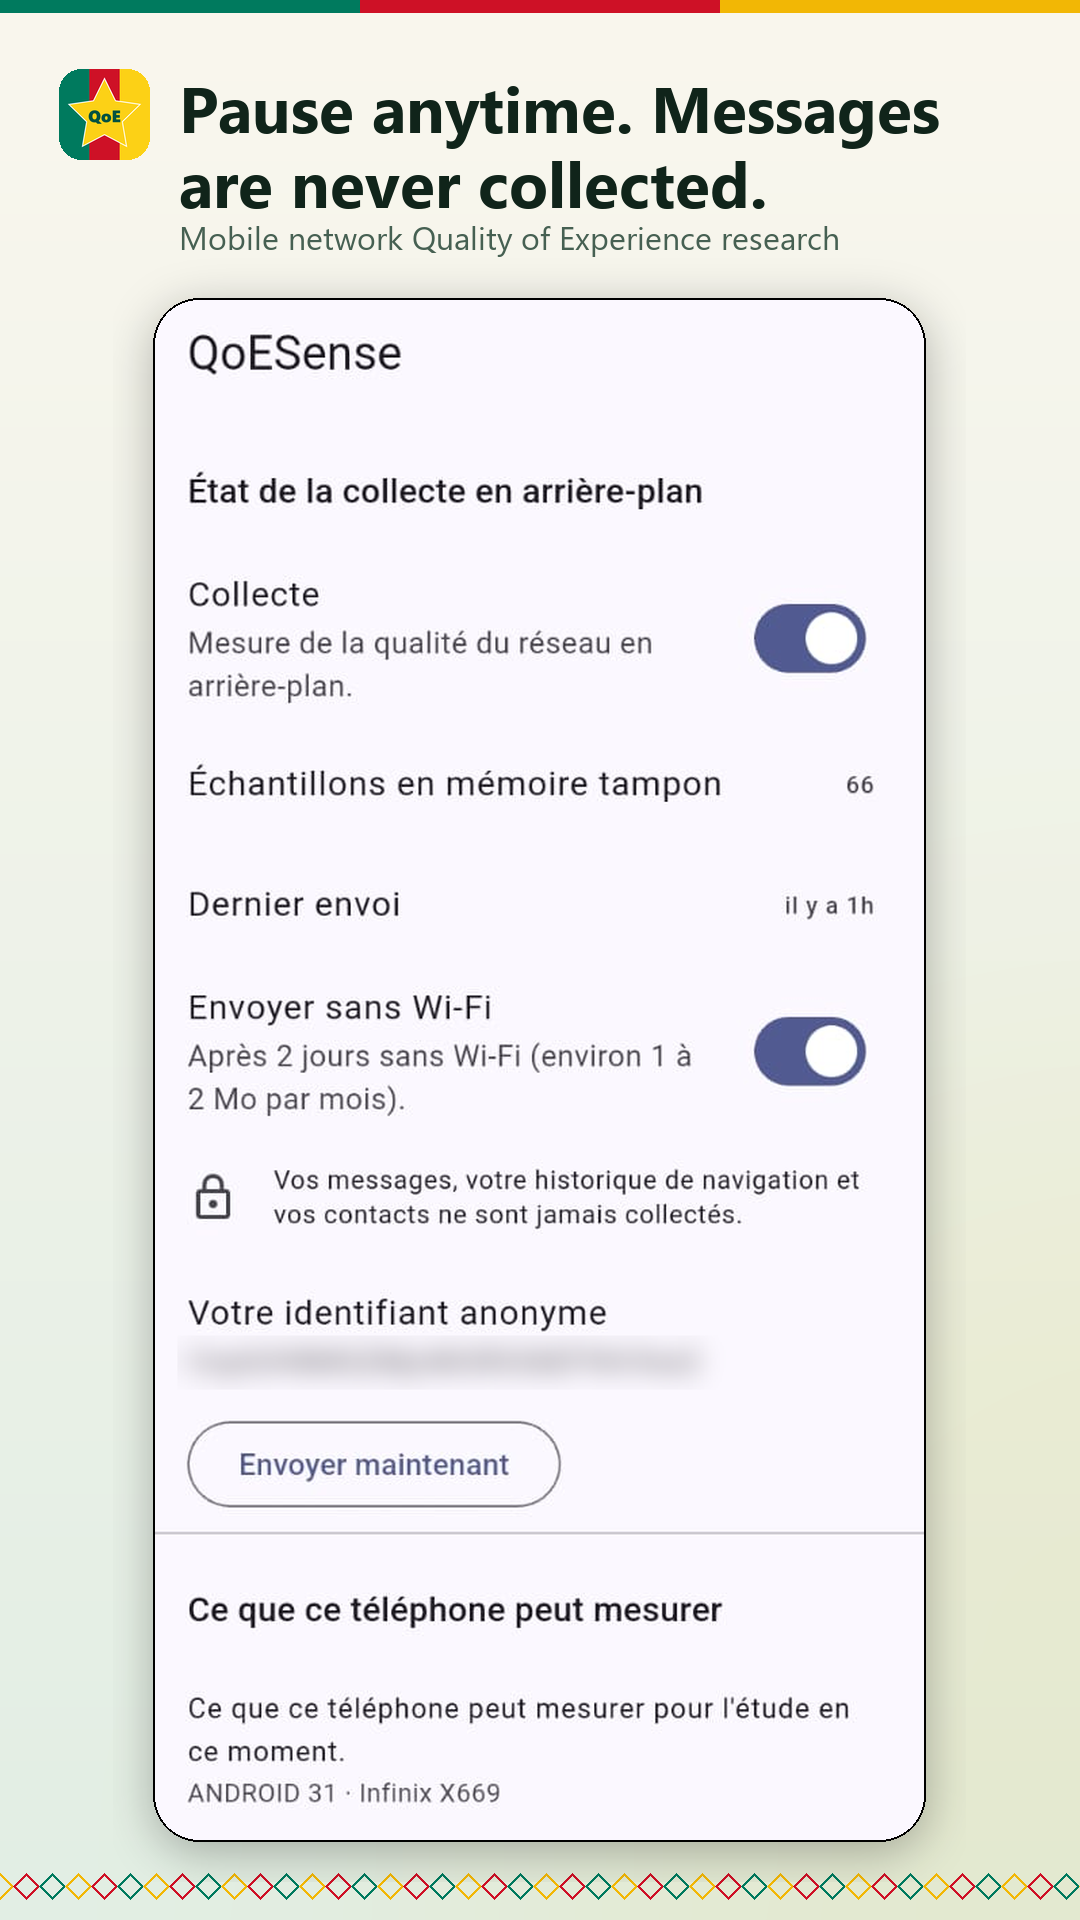 QoE
Pause anytime. Messages
are never collected.
Mobile network Quality of Experience research
QoESense
État de la collecte en arrière-plan
Collecte
Mesure de la qualité du réseau en
arrière-plan.
Échantillons en mémoire tampon 66
Dernier envoi il y a 1h
Envoyer sans Wi-Fi
Après 2 jours sans Wi-Fi (environ 1 à
2 Mo par mois).
Vos messages, votre historique de navigation et
vos contacts ne sont jamais collectés.
Votre identifiant anonyme
Envoyer maintenant
Ce que ce téléphone peut mesurer
Ce que ce téléphone peut mesurer pour l'étude en
ce moment.
ANDROID 31 · Infinix X669